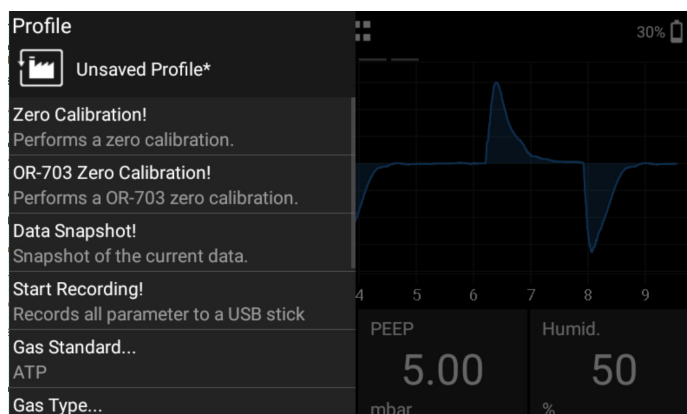 Profile
30%
Unsaved Profile*
Zero Calibration!
Performs a zero calibration.
OR-703 Zero Calibration!
Performs a OR-703 zero calibration.
Data Snapshot!
Snapshot of the current data.
Start Recording!
Records all parameter to a USB stick
Gas Standard...
ATP
Gas Type...
4 5 6 7 8 9
PEEP
5.00
mbar
Humid.
50
%